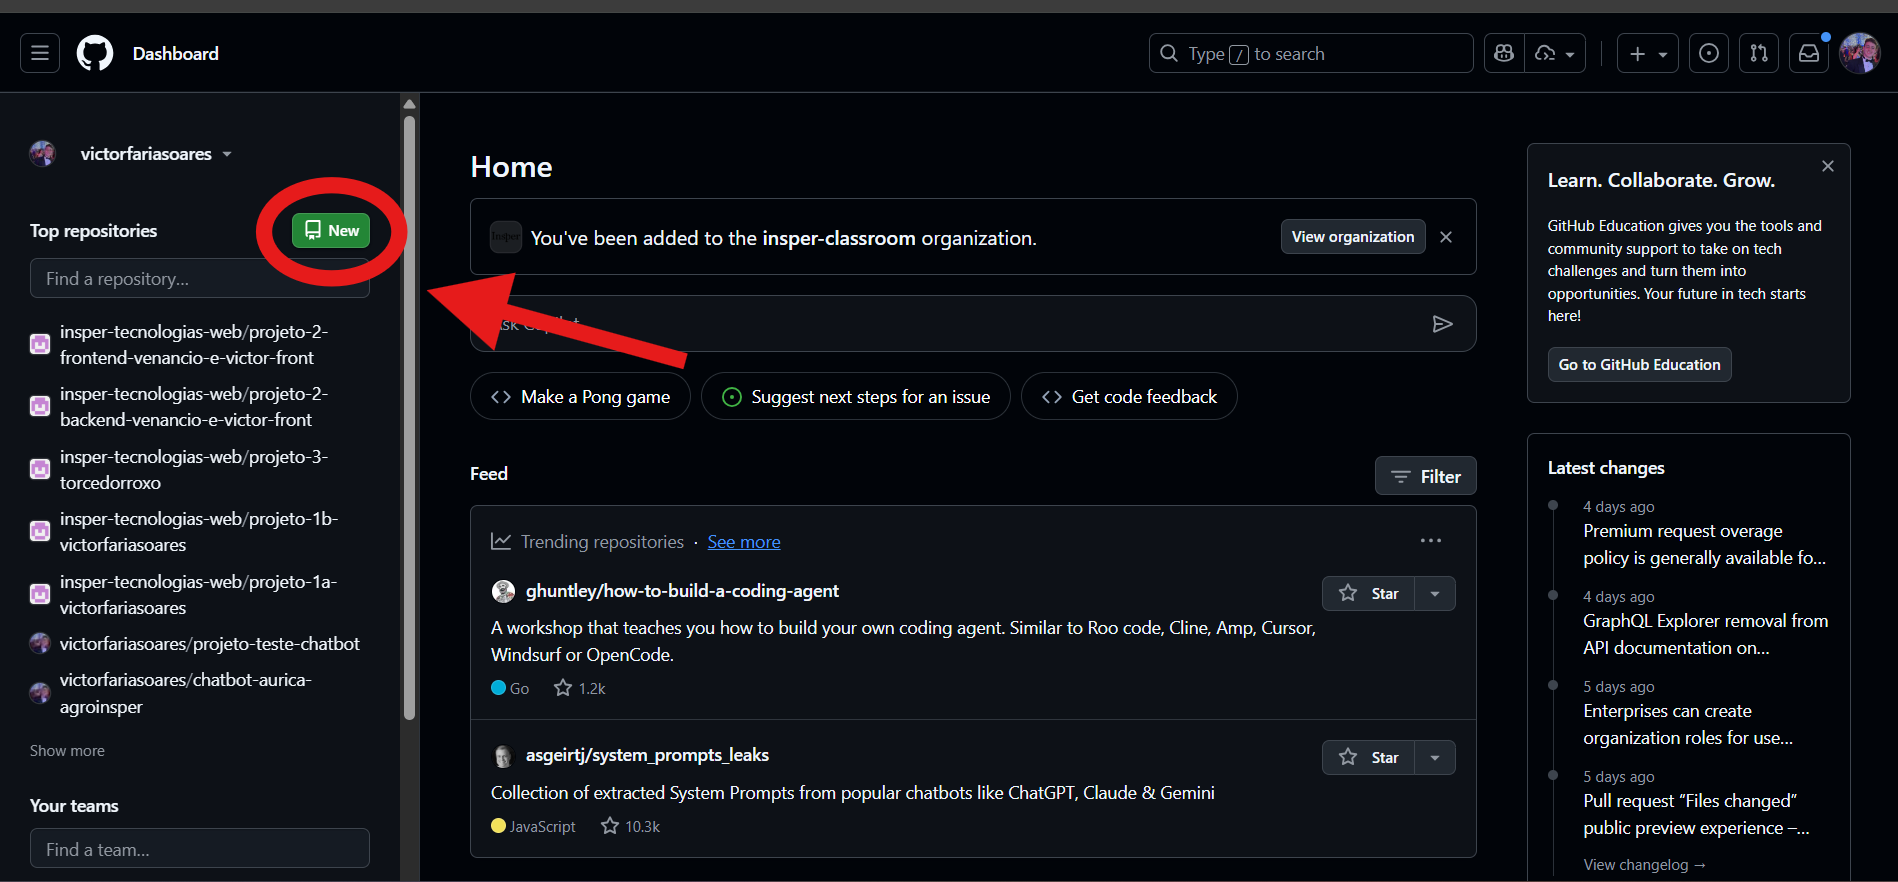 Dashboard
Type / to search
victorfariasoares
Top repositories
New
Find a repository...
insper-tecnologias-web/projeto-2-
frontend-venancio-e-victor-front
insper-tecnologias-web/projeto-2-
backend-venancio-e-victor-front
insper-tecnologias-web/projeto-3-
torcedorroxo
insper-tecnologias-web/projeto-1b-
victorfariasoares
insper-tecnologias-web/projeto-1a-
victorfariasoares
victorfariasoares/projeto-teste-chatbot
victorfariasoares/chatbot-aurica-
agroinsper
Show more
Your teams
Find a team...
Home
Insper
You've been added to the insper-classroom organization.
View organization
Make a Pong game
Suggest next steps for an issue
Get code feedback
Feed
Filter
Trending repositories · See more
ghuntley/how-to-build-a-coding-agent
Star
A workshop that teaches you how to build your own coding agent. Similar to Roo code, Cline, Amp, Cursor,
Windsurf or OpenCode.
Go 1.2k
asgeirtj/system_prompts_leaks
Star
Collection of extracted System Prompts from popular chatbots like ChatGPT, Claude & Gemini
JavaScript 10.3k
Learn. Collaborate. Grow.
GitHub Education gives you the tools and
community support to take on tech
challenges and turn them into
opportunities. Your future in tech starts
here!
Go to GitHub Education
Latest changes
4 days ago
Premium request overage
policy is generally available fo...
4 days ago
GraphQL Explorer removal from
API documentation on...
5 days ago
Enterprises can create
organization roles for use...
5 days ago
Pull request “Files changed”
public preview experience –...
View changelog →